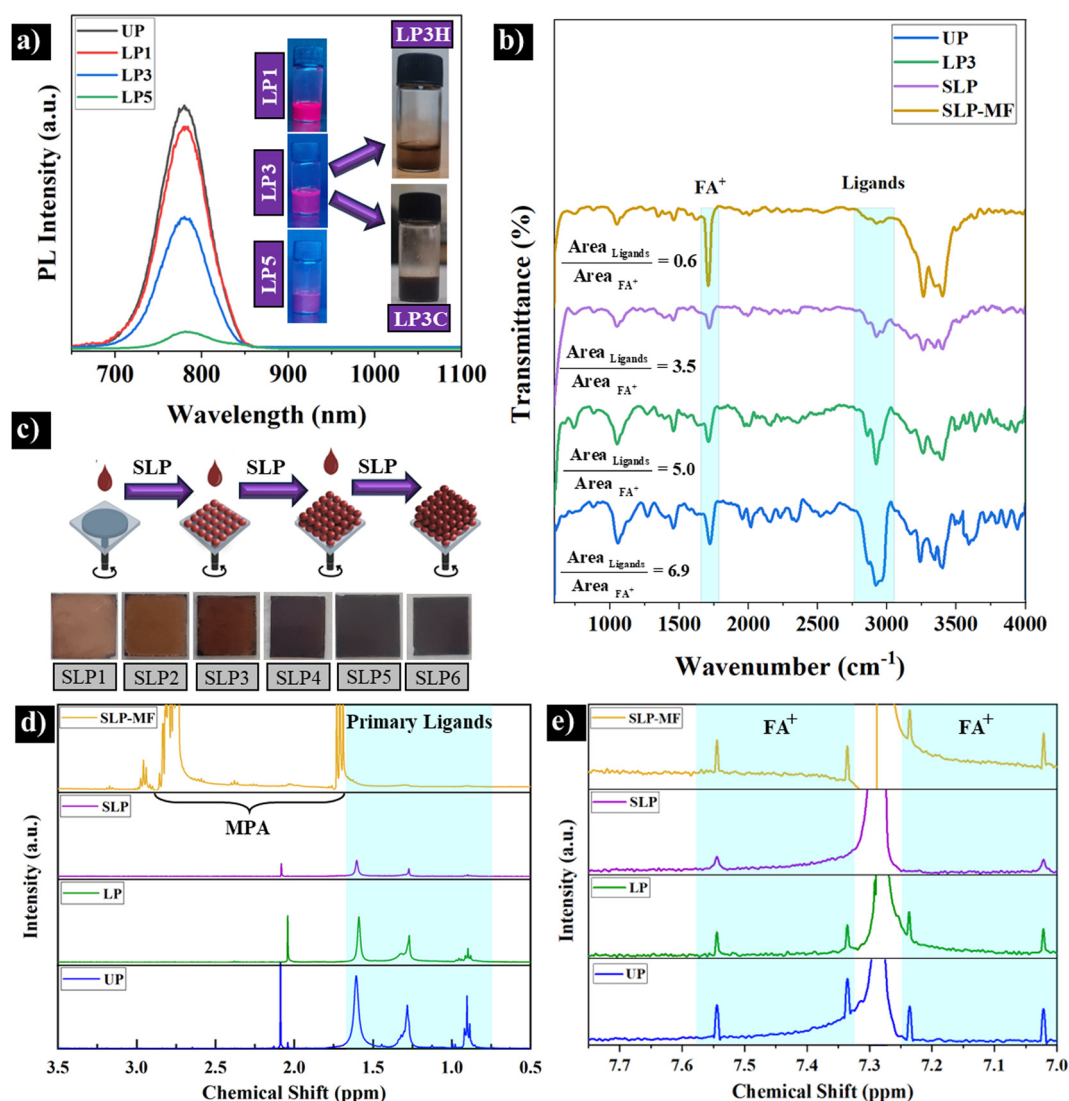 a)
UP
LP1
LP3
LP5
LP1
LP3
LP5
LP3H
LP3C
PL Intensity (a.u.)
700 800 900 1000 1100
Wavelength (nm)
b)
UP
LP3
SLP
SLP-MF
FA+
Ligands
Area Ligands
Area FA+
= 0.6
Area Ligands
Area FA+
= 3.5
Area Ligands
Area FA+
= 5.0
Area Ligands
Area FA+
= 6.9
Transmittance (%)
1000 1500 2000 2500 3000 3500 4000
Wavenumber (cm-1)
c)
SLP SLP SLP
SLP1 SLP2 SLP3 SLP4 SLP5 SLP6
d)
SLP-MF
Primary Ligands
MPA
SLP
LP
UP
Intensity (a.u.)
3.5 3.0 2.5 2.0 1.5 1.0 0.5
Chemical Shift (ppm)
e)
SLP-MF
FA+ FA+
SLP
LP
UP
Intensity (a.u.)
7.7 7.6 7.5 7.4 7.3 7.2 7.1 7.0
Chemical Shift (ppm)